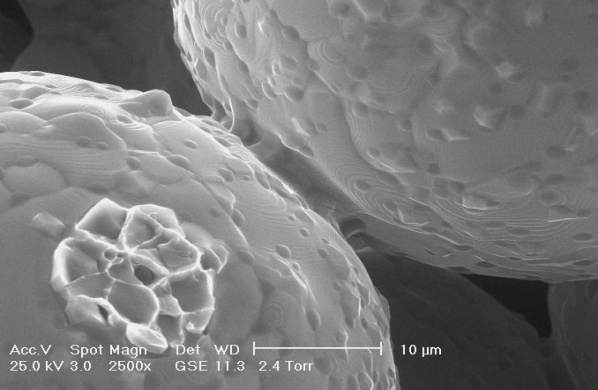 Acc.V Spot Magn Det WD 10 µm
25.0 kV 3.0 2500x GSE 11.3 2.4 Torr